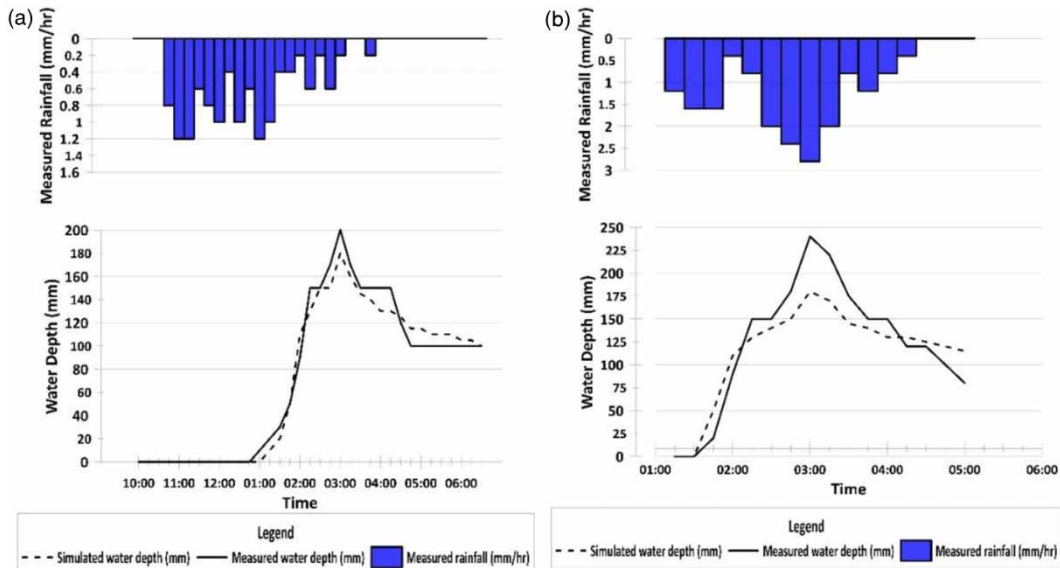 (a)
Measured Rainfall (mm/hr)
0
0.2
0.4
0.6
0.8
1
1.2
1.4
1.6
Water Depth (mm)
200
180
160
140
120
100
80
60
40
20
0
10:00 11:00 12:00 01:00 02:00 03:00 04:00 05:00 06:00
Time
Legend
Simulated water depth (mm) Measured water depth (mm) Measured rainfall (mm/hr)
(b)
Measured Rainfall (mm/hr)
0
0.5
1
1.5
2
2.5
3
Water Depth (mm)
250
225
200
175
150
125
100
75
50
25
0
01:00 02:00 03:00 04:00 05:00 06:00
Time
Legend
Simulated water depth (mm) Measured water depth (mm) Measured rainfall (mm/hr)